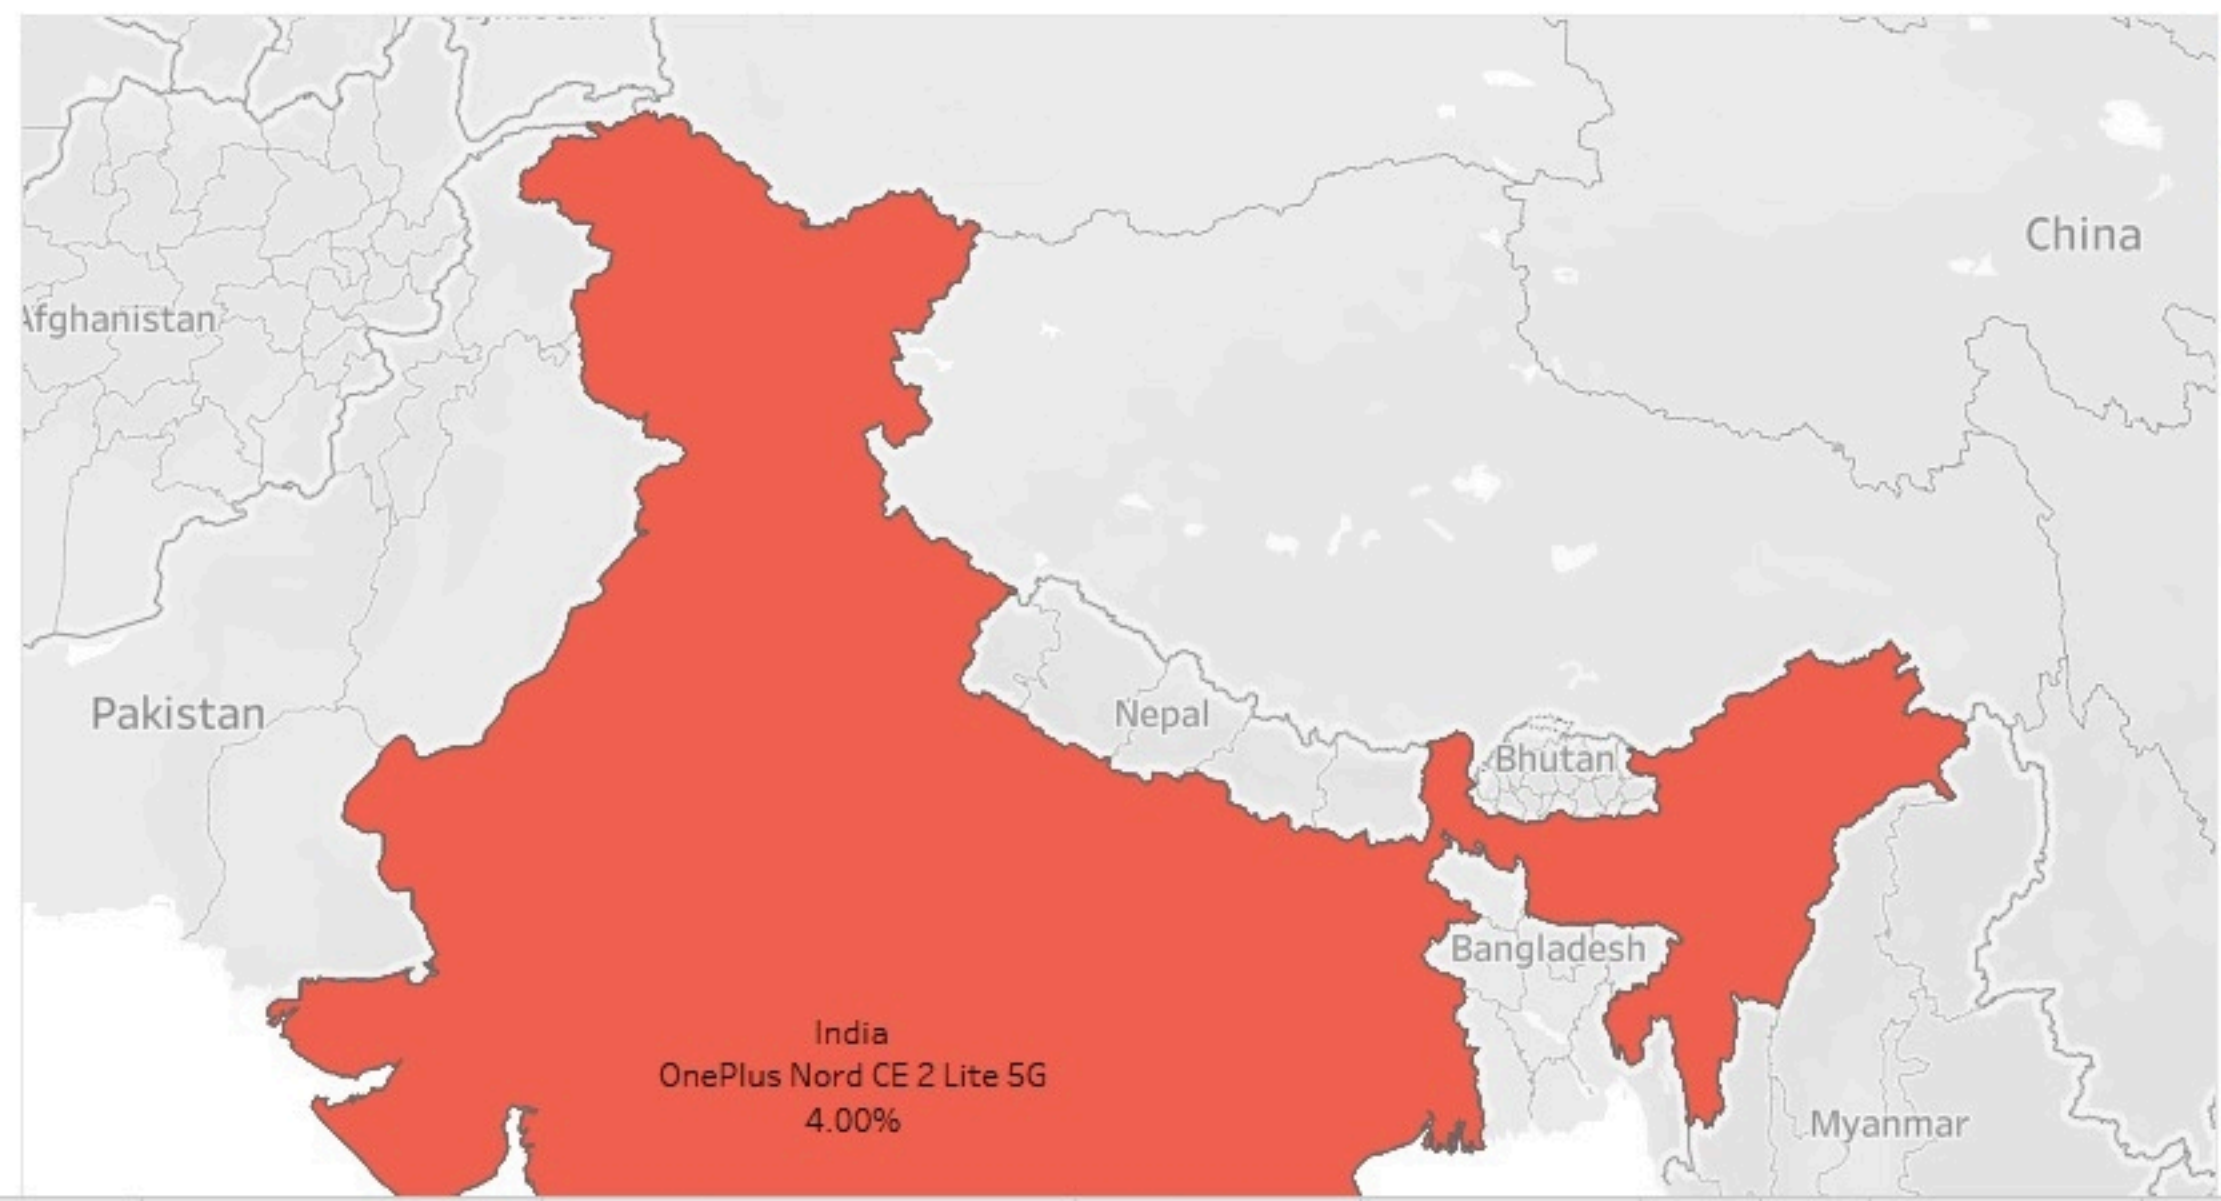 China
Afghanistan
Pakistan
Nepal
Bhutan
Bangladesh
India
OnePlus Nord CE 2 Lite 5G
4.00%
Myanmar